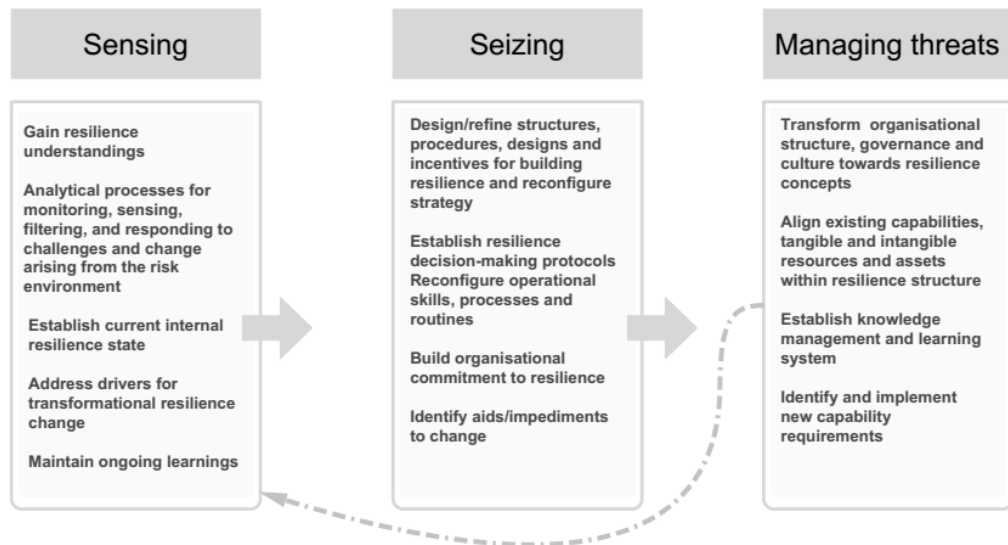 Sensing
Gain resilience
understandings
Analytical processes for
monitoring, sensing,
filtering, and responding to
challenges and change
arising from the risk
environment
Establish current internal
resilience state
Address drivers for
transformational resilience
change
Maintain ongoing learnings
Seizing
Design/refine structures,
procedures, designs and
incentives for building
resilience and reconfigure
strategy
Establish resilience
decision-making protocols
Reconfigure operational
skills, processes and
routines
Build organisational
commitment to resilience
Identify aids/impediments
to change
Managing threats
Transform organisational
structure, governance and
culture towards resilience
concepts
Align existing capabilities,
tangible and intangible
resources and assets
within resilience structure
Establish knowledge
management and learning
system
Identify and implement
new capability
requirements